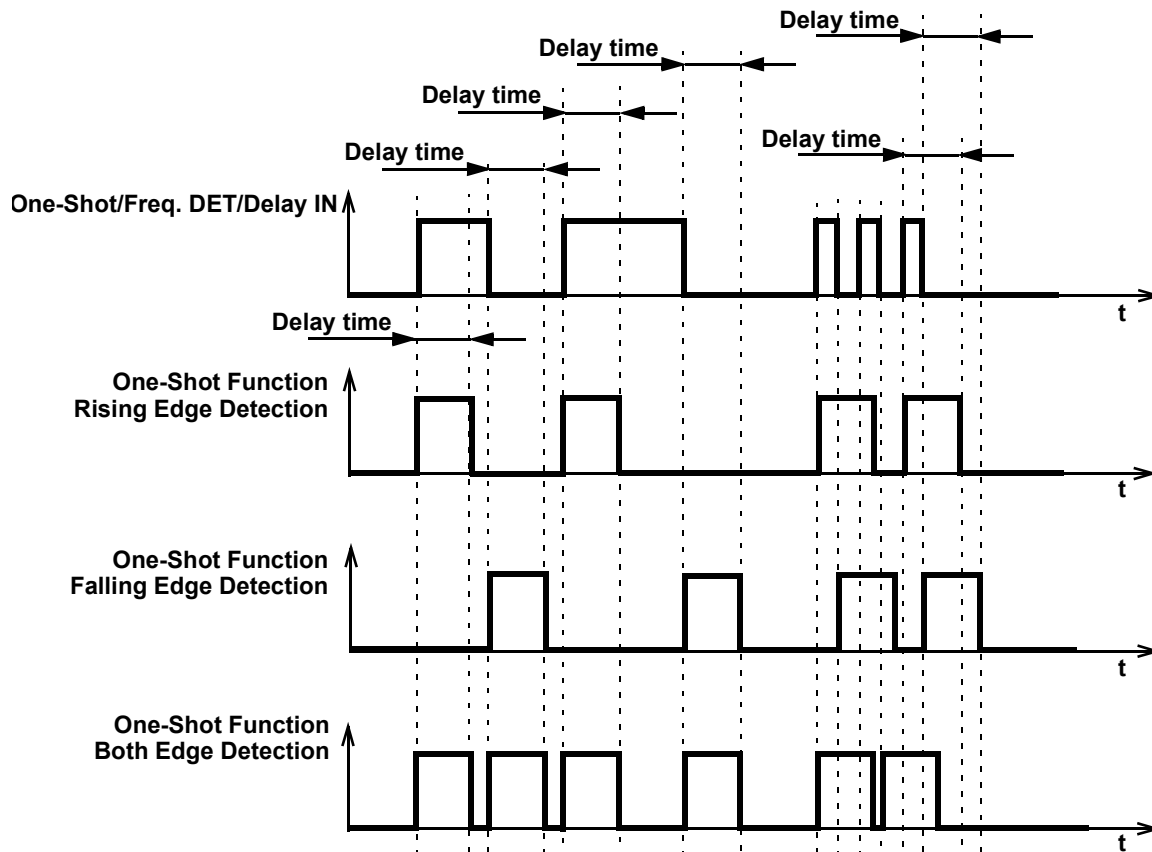 Delay time
Delay time
Delay time
Delay time
Delay time
One-Shot/Freq. DET/Delay IN
t
Delay time
One-Shot Function
Rising Edge Detection
t
One-Shot Function
Falling Edge Detection
t
One-Shot Function
Both Edge Detection
t